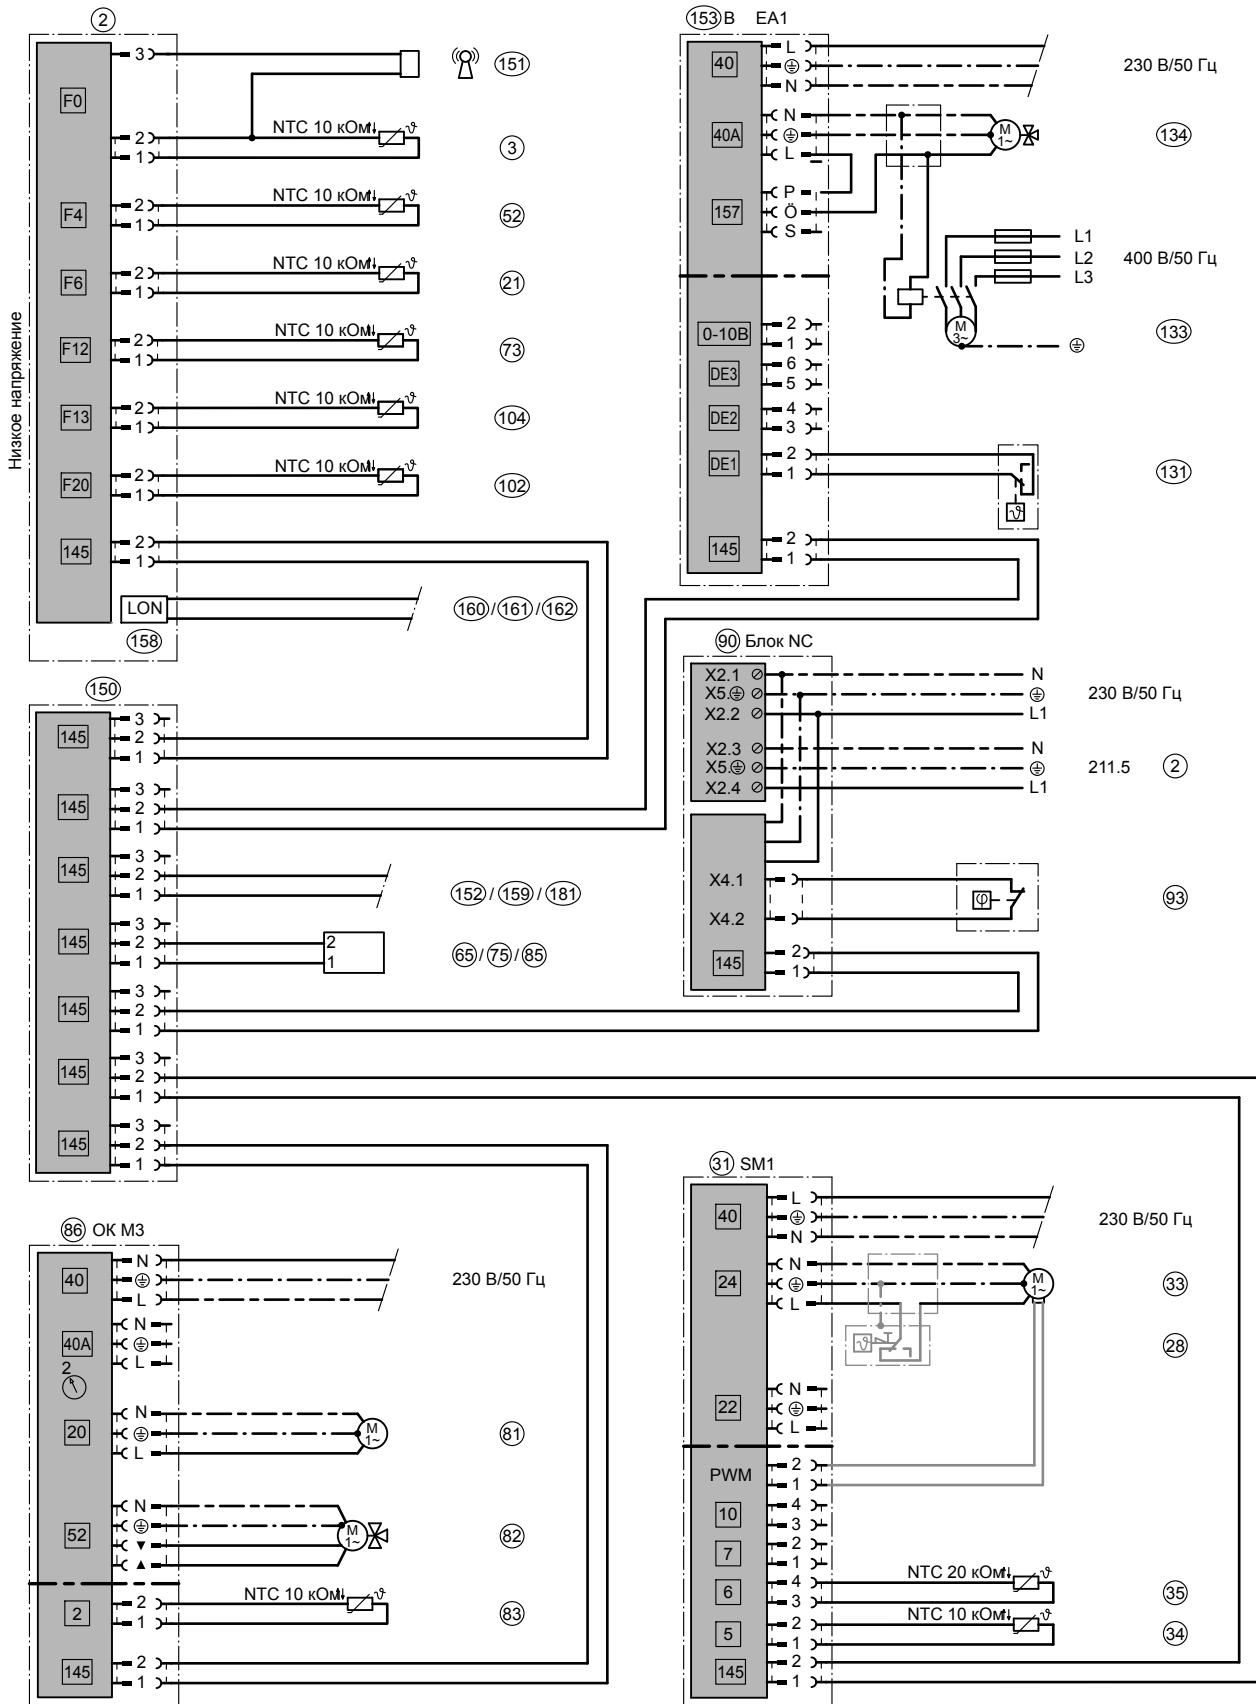 2
Низкое напряжение
3
F0
151
2
NTC 10 кОм ϑ
1
3
F4
2
NTC 10 кОм ϑ
1
52
F6
2
NTC 10 кОм ϑ
1
21
F12
2
NTC 10 кОм ϑ
1
73
F13
2
NTC 10 кОм ϑ
1
104
F20
2
NTC 10 кОм ϑ
1
102
145
2
1
LON
160/161/162
158
153 B EA1
40
L
N
230 В/50 Гц
40A
N
L
M
1~
134
157
P
Ö
S
L1
L2
L3
400 В/50 Гц
M
3~
133
0-10В
2
1
DE3
6
5
DE2
4
3
DE1
2
1
ϑ
131
145
2
1
150
145
3
2
1
145
3
2
1
145
3
2
1
152 / 159 / 181
145
3
2
1
2
1
65/75/85
145
3
2
1
145
3
2
1
145
3
2
1
90 Блок NC
X2.1
N
X5.
230 В/50 Гц
X2.2
L1
X2.3
N
X5.
211.5
2
X2.4
L1
X4.1
X4.2
φ
93
145
2
1
86 ОК M3
40
N
L
230 В/50 Гц
40A
N
L
2
20
N
L
M
1~
81
52
N
▼
▲
M
1~
82
2
2
NTC 10 кОм ϑ
1
83
145
2
1
31 SM1
40
L
N
230 В/50 Гц
24
N
L
M
1~
33
ϑ
28
22
N
L
PWM
2
1
10
4
3
7
2
1
6
4
NTC 20 кОм ϑ
3
35
5
2
NTC 10 кОм ϑ
1
34
145
2
1